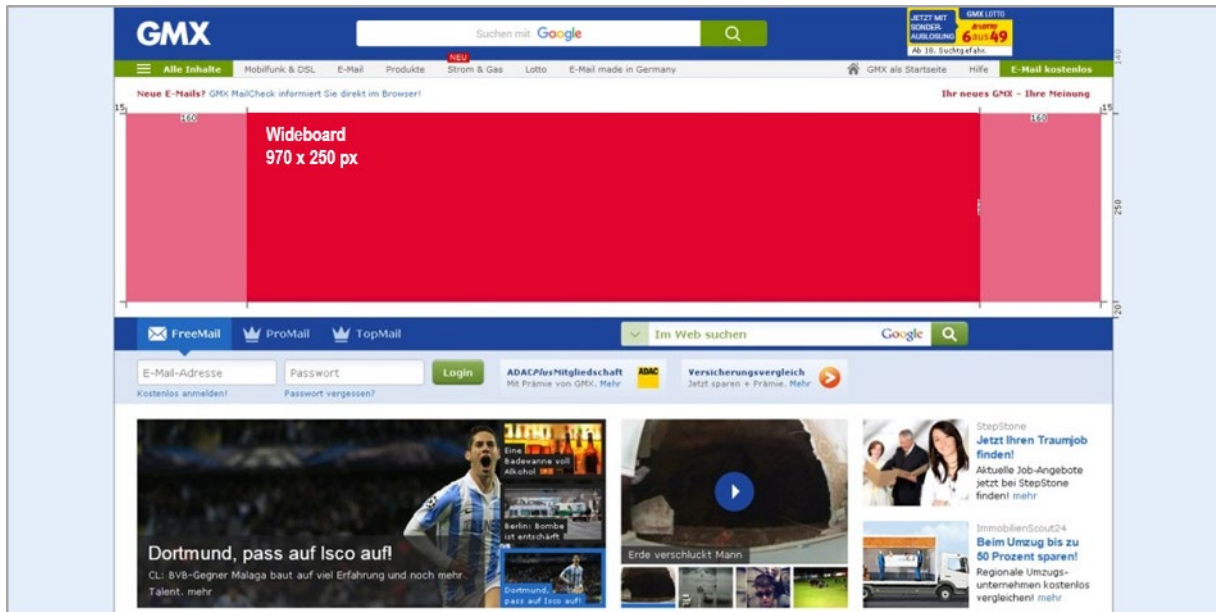 GMX
Suchen mit Google
JETZT MIT
SONDER-
AUSLOSUNG
GMX LOTTO
LOTTO
6aus49
Ab 18. Suchtgefahr.
NEU
Alle Inhalte Mobilfunk & DSL E-Mail Produkte Strom & Gas Lotto E-Mail made in Germany GMX als Startseite Hilfe E-Mail kostenlos
Neue E-Mails? GMX MailCheck informiert Sie direkt im Browser! Ihr neues GMX - Ihre Meinung
140
15 15
160 160
Wideboard
970 x 250 px
250
20
FreeMail ProMail TopMail Im Web suchen Google
E-Mail-Adresse Passwort Login
Kostenlos anmelden! Passwort vergessen?
ADACPlusMitgliedschaft
Mit Prämie von GMX. Mehr
ADAC
Versicherungsvergleich
Jetzt sparen + Prämie. Mehr
Dortmund, pass auf Isco auf!
CL: BVB-Gegner Malaga baut auf viel Erfahrung und noch mehr
Talent. mehr
Eine
Badewanne voll
Alkohol
Berlin: Bombe
ist entschärft
Dortmund,
pass auf Isco auf!
Erde verschluckt Mann
StepStone
Jetzt Ihren Traumjob
finden!
Aktuelle Job-Angebote
jetzt bei StepStone
finden! mehr
ImmobilienScout24
Beim Umzug bis zu
50 Prozent sparen!
Regionale Umzugs-
unternehmen kostenlos
vergleichen! mehr